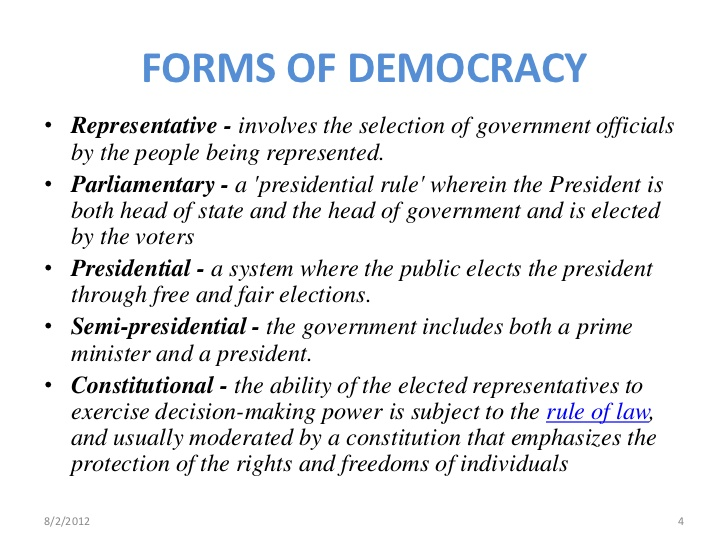 FORMS OF DEMOCRACY
• Representative - involves the selection of government officials
by the people being represented.
• Parliamentary - a 'presidential rule' wherein the President is
both head of state and the head of government and is elected
by the voters
• Presidential - a system where the public elects the president
through free and fair elections.
• Semi-presidential - the government includes both a prime
minister and a president.
• Constitutional - the ability of the elected representatives to
exercise decision-making power is subject to the rule of law,
and usually moderated by a constitution that emphasizes the
protection of the rights and freedoms of individuals
8/2/2012 4